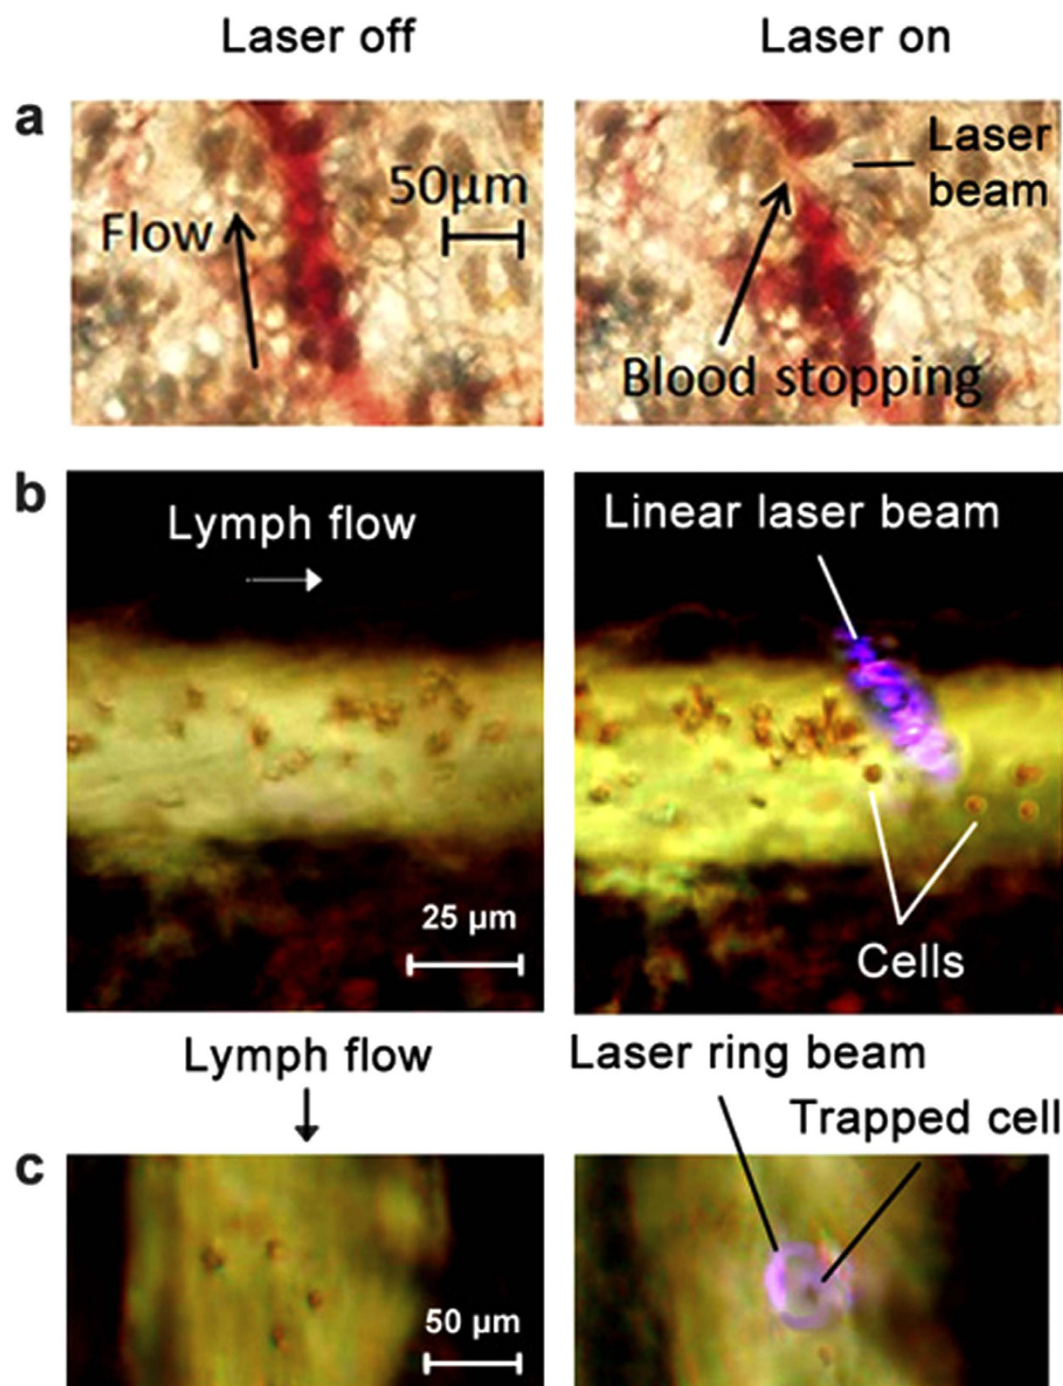 Laser off
Laser on
a
Flow
50µm
Laser
beam
Blood stopping
b
Lymph flow
25 µm
Linear laser beam
Cells
Lymph flow
Laser ring beam
Trapped cell
c
50 µm